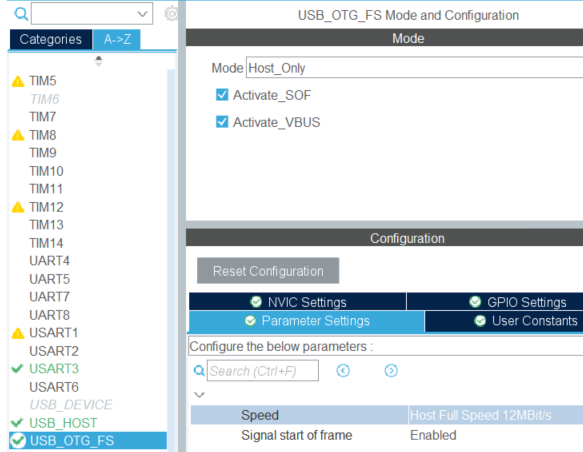 Categories
A->Z
TIM5
TIM6
TIM7
TIM8
TIM9
TIM10
TIM11
TIM12
TIM13
TIM14
UART4
UART5
UART7
UART8
USART1
USART2
USART3
USART6
USB_DEVICE
USB_HOST
USB_OTG_FS
USB_OTG_FS Mode and Configuration
Mode
Mode Host_Only
Activate_SOF
Activate_VBUS
Configuration
Reset Configuration
NVIC Settings
GPIO Settings
Parameter Settings
User Constants
Configure the below parameters :
Search (Ctrl+F)
Speed Host Full Speed 12MBit/s
Signal start of frame Enabled